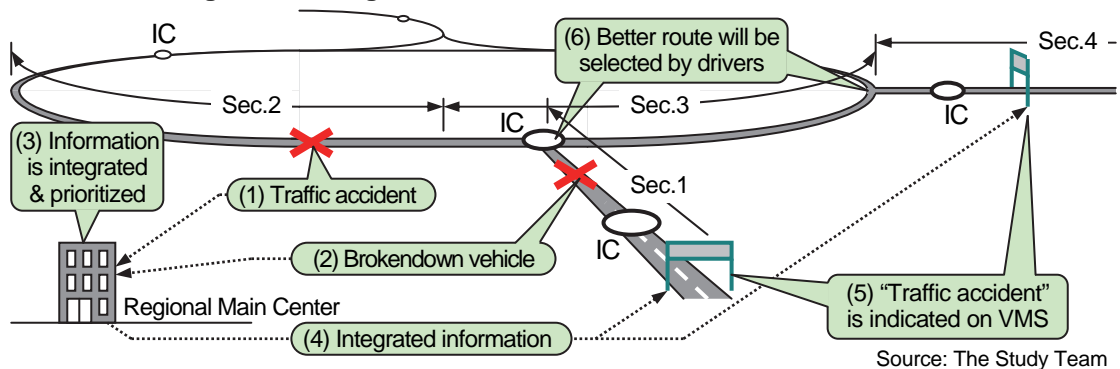 IC
(6) Better route will be
selected by drivers
Sec.4
Sec.2
Sec.3
IC
IC
(3) Information
is integrated
& prioritized
(1) Traffic accident
Sec.1
IC
(2) Brokendown vehicle
(5) “Traffic accident”
is indicated on VMS
Regional Main Center
(4) Integrated information
Source: The Study Team